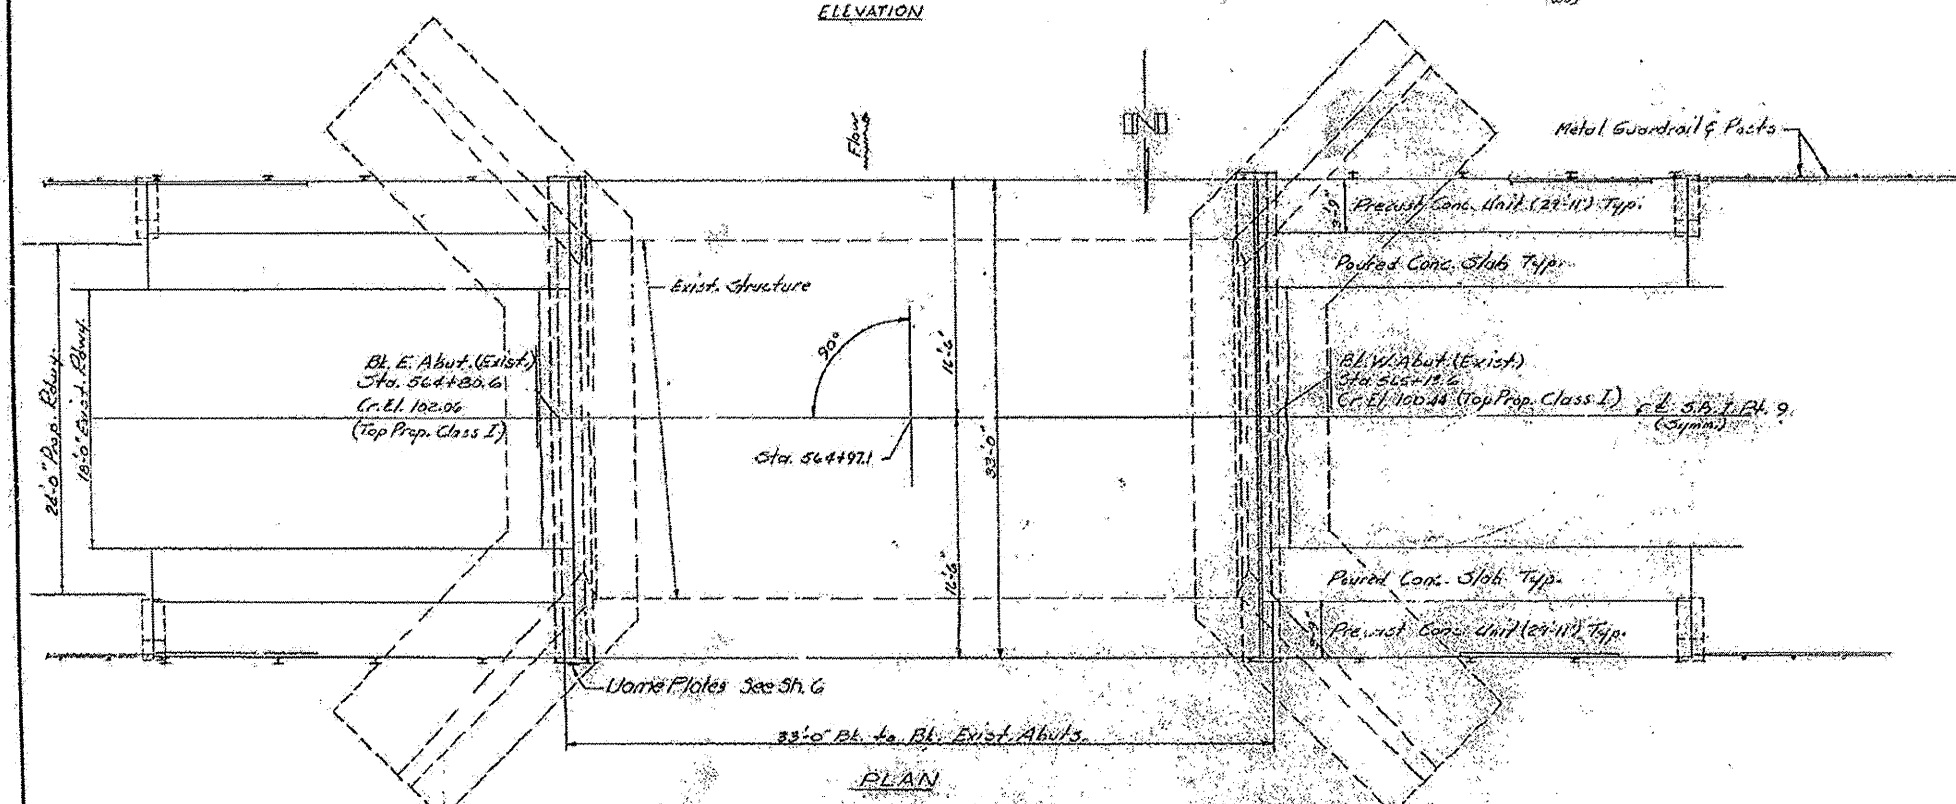 ELEVATION
Flow
N
Metal Guardrail & Posts
3'-9"
Precast Conc. Unit (29'-11") Typ.
Poured Conc. Slab Typ.
Exist. Structure
90°
16'-6"
Bk. E. Abut. (Exist.)
Sta. 564+80.6
Cr. El. 102.06
(Top Prop. Class I)
Bk. W. Abut. (Exist.)
Sta. 565+13.6
Cr. El. (Top Prop. Class I)
℄ S.B.I. Rt. 9
(Symm.)
Sta. 564+97.1
33'-0"
Prop. Rdwy.
18'-0" Exist. Rdwy.
16'-6"
Poured Conc. Slab Typ.
Precast Conc. Unit (29'-11") Typ.
Name Plates See Sh. 6
33'-0" Bk. to Bk. Exist. Abuts.
PLAN